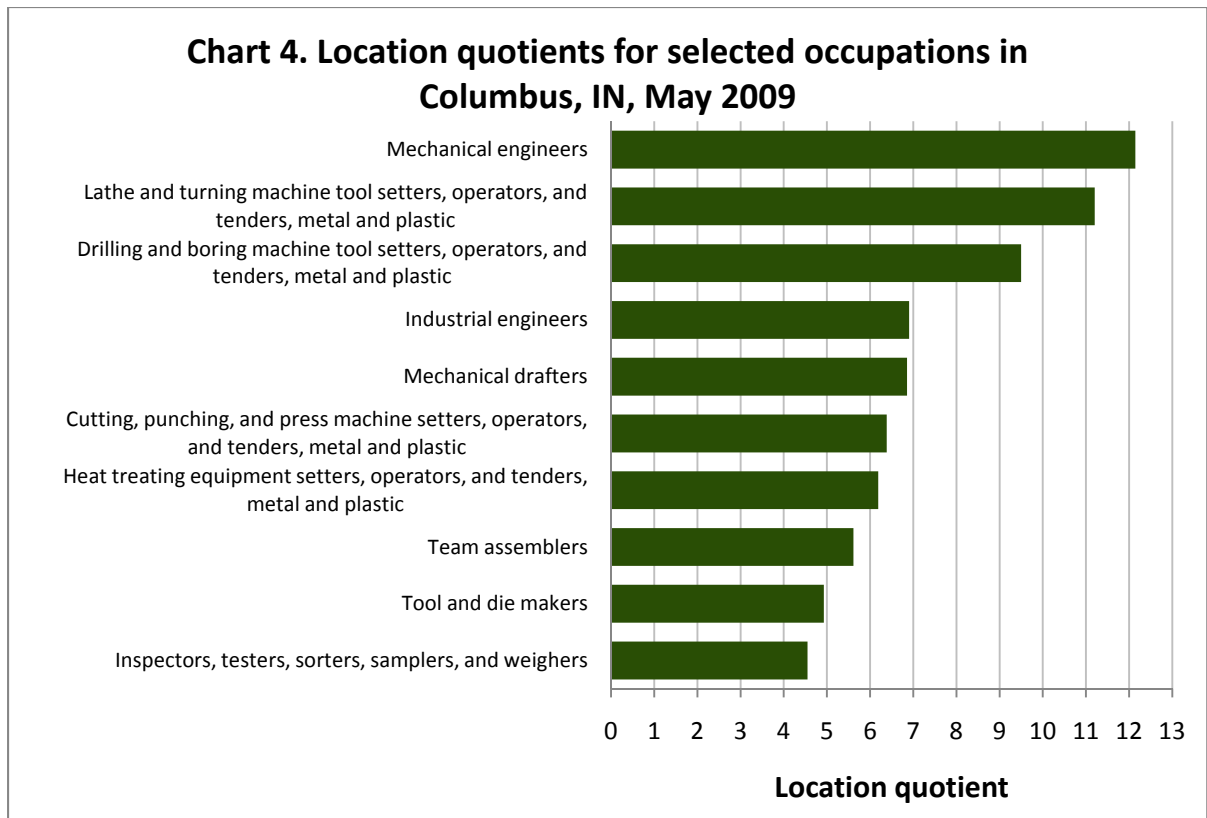 Chart 4. Location quotients for selected occupations in
Columbus, IN, May 2009
Mechanical engineers
Lathe and turning machine tool setters, operators, and
tenders, metal and plastic
Drilling and boring machine tool setters, operators, and
tenders, metal and plastic
Industrial engineers
Mechanical drafters
Cutting, punching, and press machine setters, operators,
and tenders, metal and plastic
Heat treating equipment setters, operators, and tenders,
metal and plastic
Team assemblers
Tool and die makers
Inspectors, testers, sorters, samplers, and weighers
0 1 2 3 4 5 6 7 8 9 10 11 12 13
Location quotient